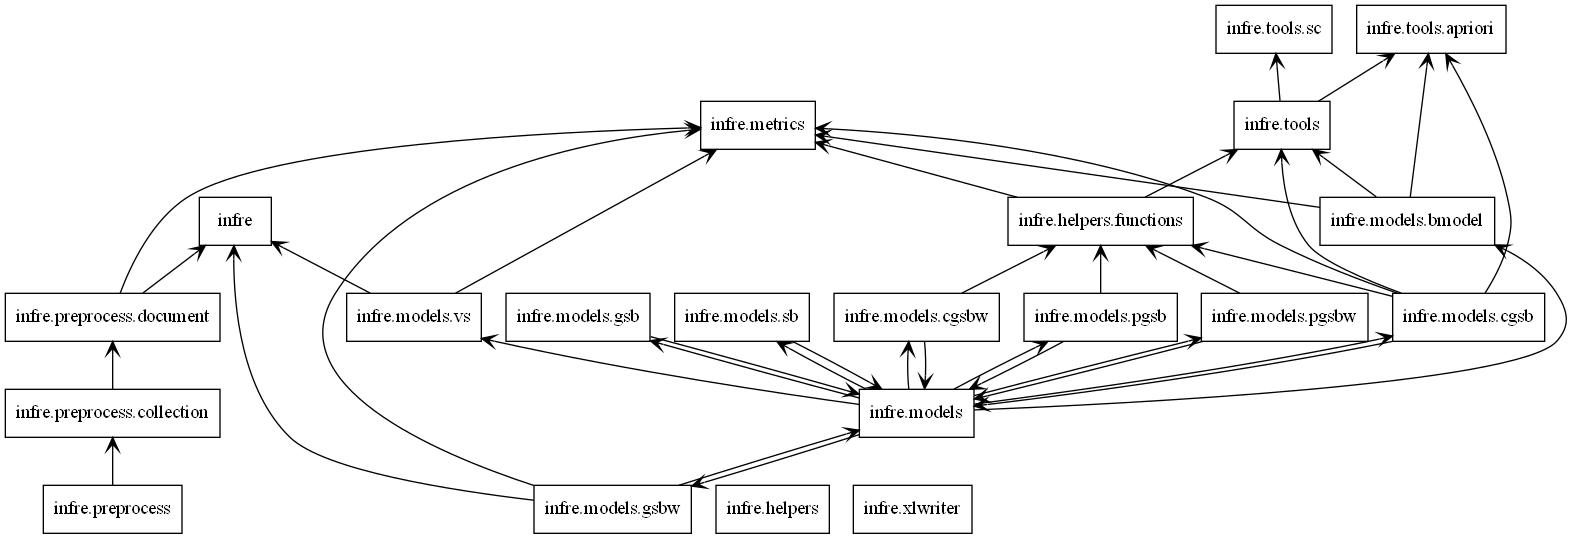 infre.tools.sc
infre.tools.apriori
infre.metrics
infre.tools
infre
infre.helpers.functions
infre.models.bmodel
infre.preprocess.document
infre.models.vs
infre.models.gsb
infre.models.sb
infre.models.cgsbw
infre.models.pgsb
infre.models.pgsbw
infre.models.cgsb
infre.preprocess.collection
infre.models
infre.preprocess
infre.models.gsbw
infre.helpers
infre.xlwriter